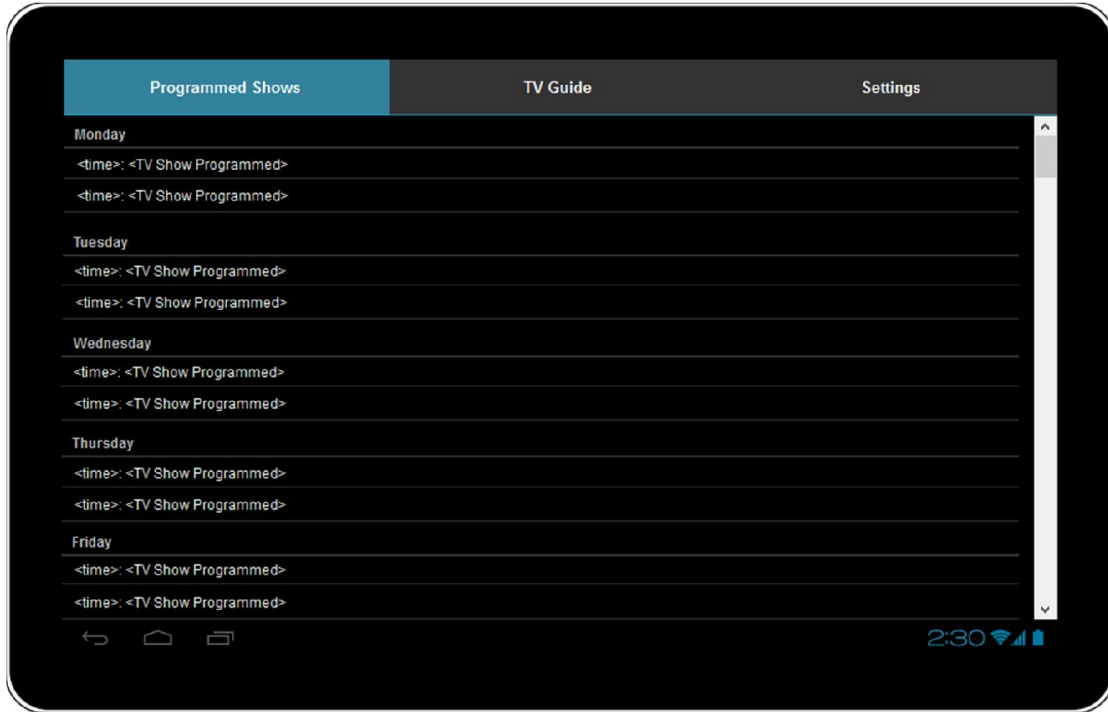 Programmed Shows TV Guide Settings
Monday
<time>: <TV Show Programmed>
<time>: <TV Show Programmed>
Tuesday
<time>: <TV Show Programmed>
<time>: <TV Show Programmed>
Wednesday
<time>: <TV Show Programmed>
<time>: <TV Show Programmed>
Thursday
<time>: <TV Show Programmed>
<time>: <TV Show Programmed>
Friday
<time>: <TV Show Programmed>
<time>: <TV Show Programmed>
2:30